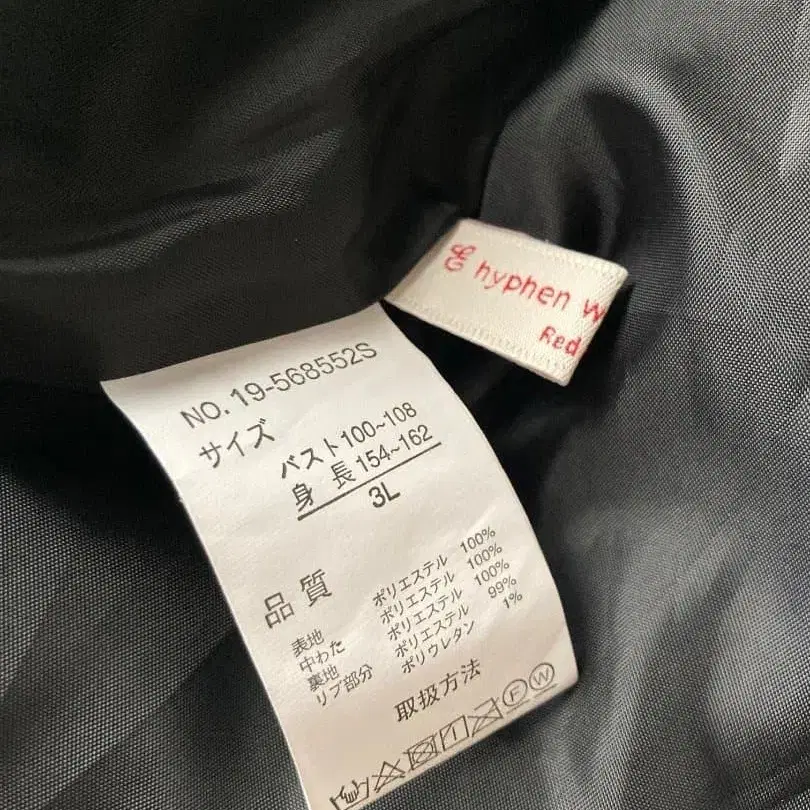 E hyphen w
Red
NO. 19-568552S
サイズ
バスト100~108
身 長154~162
3L
品 質
表地 ポリエステル 100%
中わた ポリエステル 100%
裏地 ポリエステル 100%
リブ部分 ポリエステル 99%
ポリウレタン 1%
取扱方法
F W